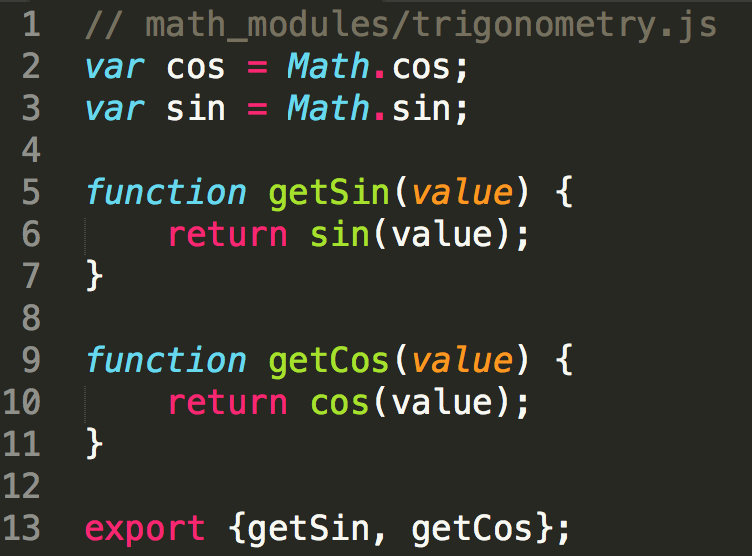 1 // math_modules/trigonometry.js
2 var cos = Math.cos;
3 var sin = Math.sin;
4
5 function getSin(value) {
6     return sin(value);
7 }
8
9 function getCos(value) {
10     return cos(value);
11 }
12
13 export {getSin, getCos};